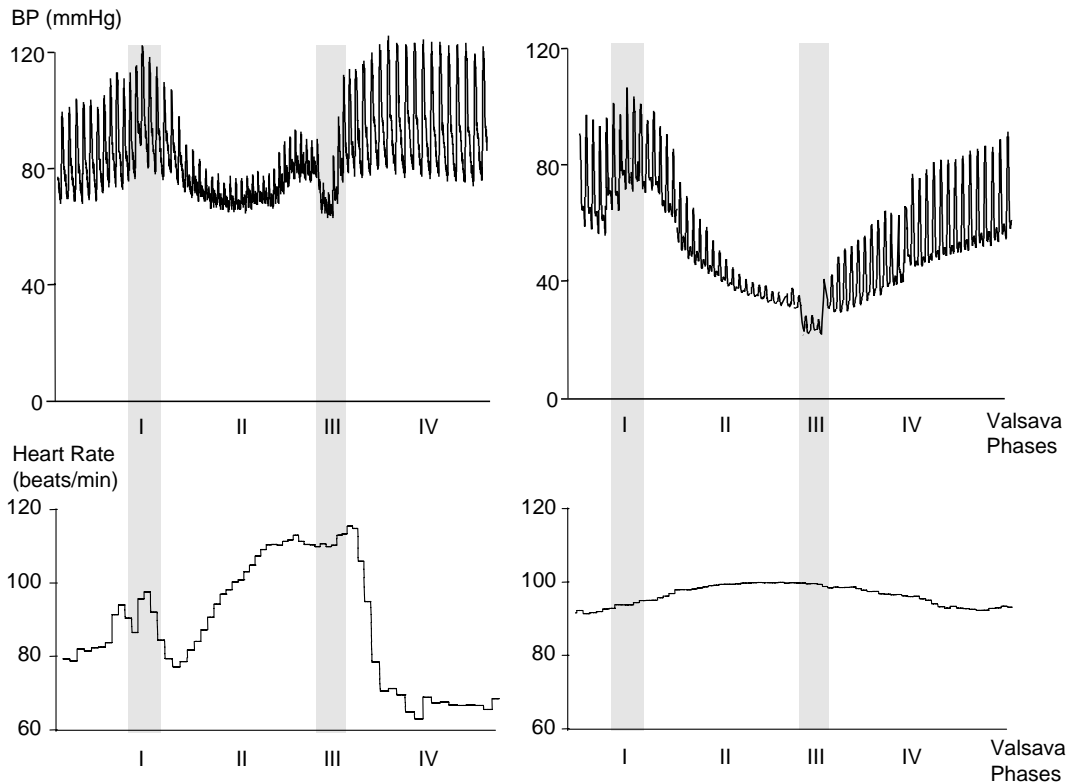 BP (mmHg)
120
80
40
0
I II III IV
120
80
40
0
I II III IV Valsava
Phases
Heart Rate
(beats/min)
120
100
80
60
I II III IV
120
100
80
60
I II III IV Valsava
Phases